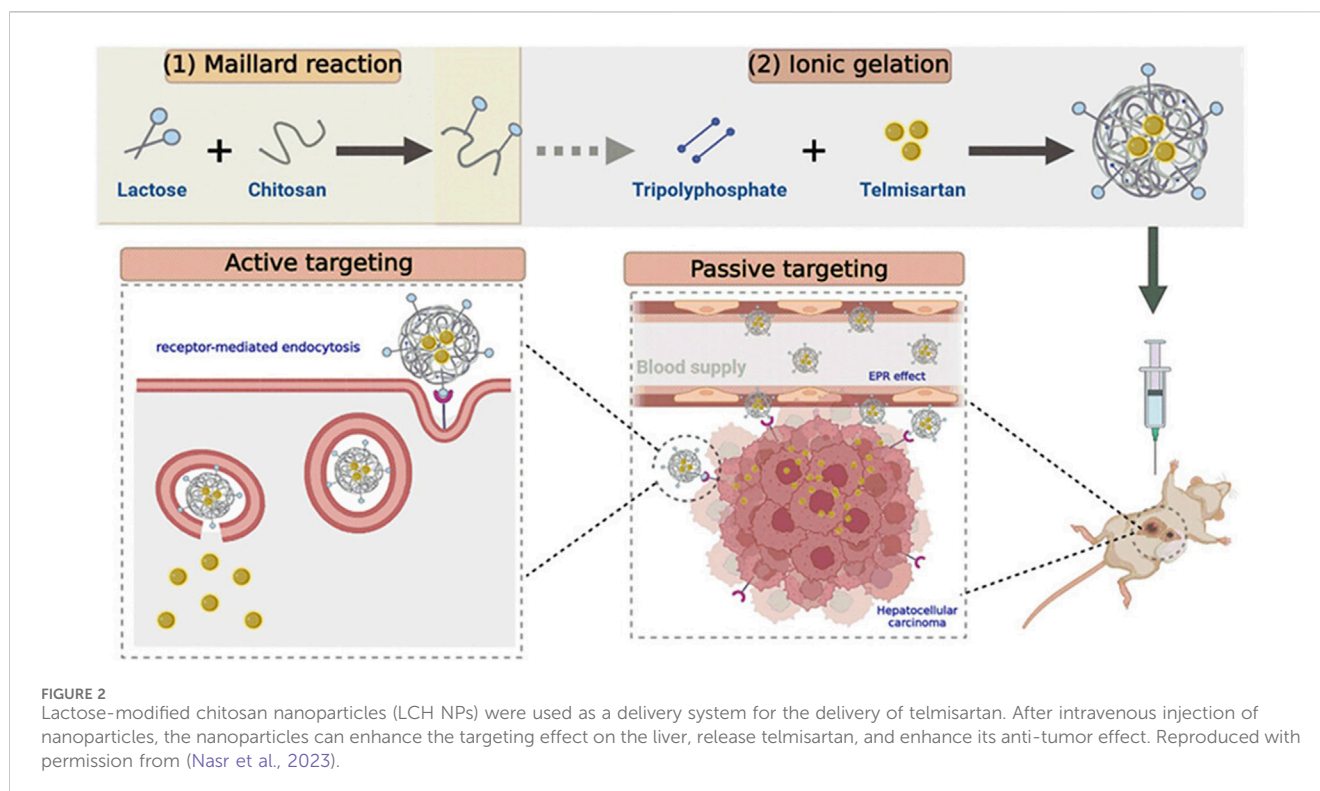 (1) Maillard reaction
(2) Ionic gelation
+
+
Lactose
Chitosan
Tripolyphosphate
Telmisartan
Active targeting
Passive targeting
receptor-mediated endocytosis
Blood supply
EPR effect
Hepatocellular
carcinoma
FIGURE 2
Lactose-modified chitosan nanoparticles (LCH NPs) were used as a delivery system for the delivery of telmisartan. After intravenous injection of
nanoparticles, the nanoparticles can enhance the targeting effect on the liver, release telmisartan, and enhance its anti-tumor effect. Reproduced with
permission from (Nasr et al., 2023).